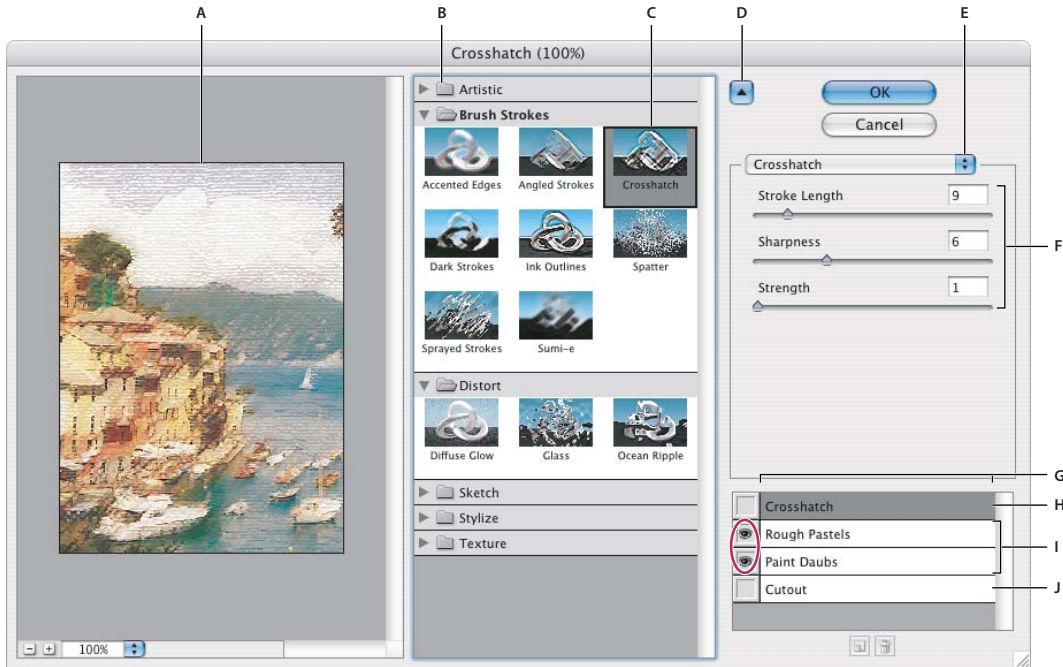 A B C D E
Crosshatch (100%)
Artistic
Brush Strokes
Accented Edges Angled Strokes Crosshatch
Dark Strokes Ink Outlines Spatter
Sprayed Strokes Sumi-e
Distort
Diffuse Glow Glass Ocean Ripple
Sketch
Stylize
Texture
100%
OK
Cancel
Crosshatch
Stroke Length 9
Sharpness 6
Strength 1
F
G
Crosshatch H
Rough Pastels
I
Paint Daubs
Cutout J